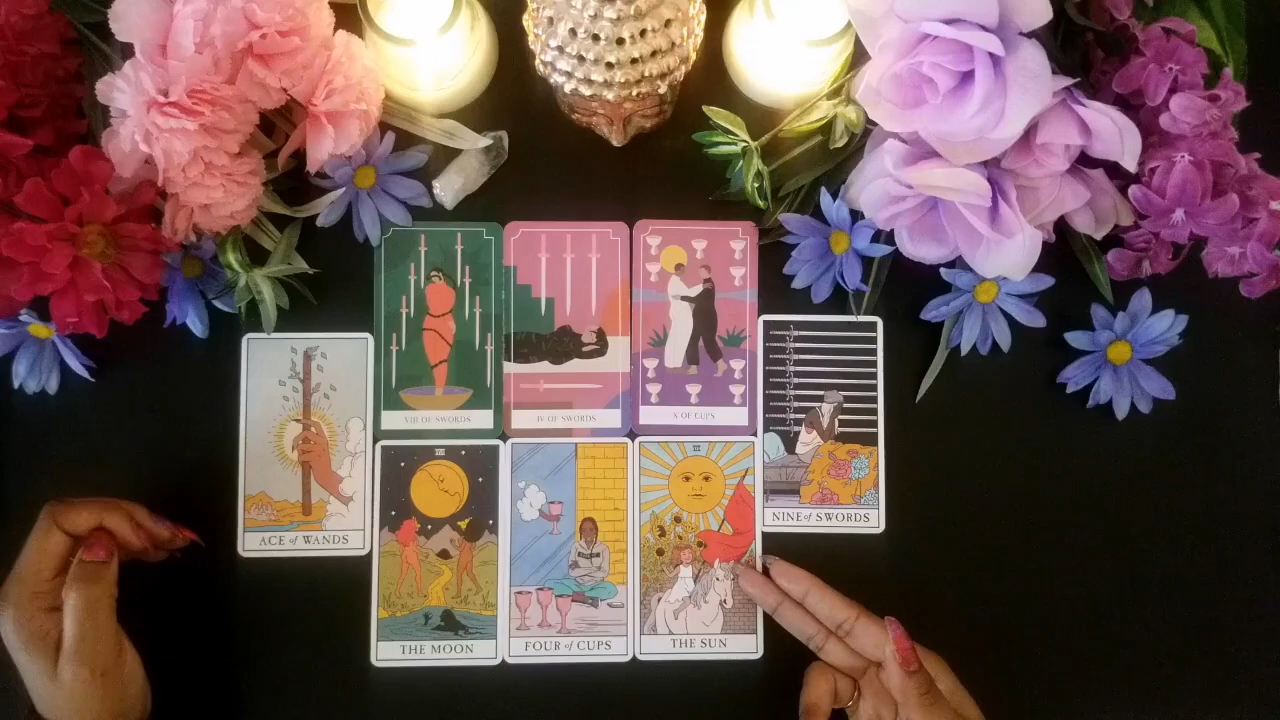 VIII OF SWORDS
IV OF SWORDS
X OF CUPS
ACE of WANDS
NINE of SWORDS
THE MOON
FOUR of CUPS
THE SUN